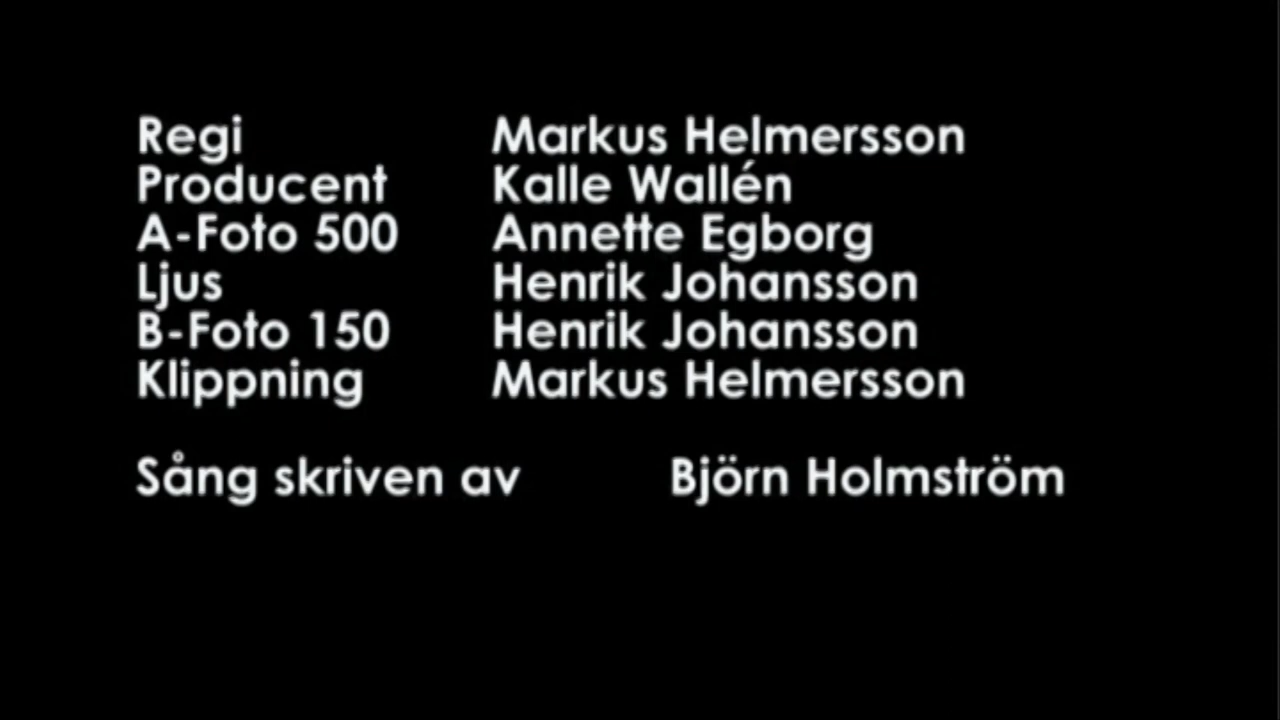 Regi Markus Helmersson
Producent Kalle Wallén
A-Foto 500 Annette Egborg
Ljus Henrik Johansson
B-Foto 150 Henrik Johansson
Klippning Markus Helmersson
Sång skriven av Björn Holmström